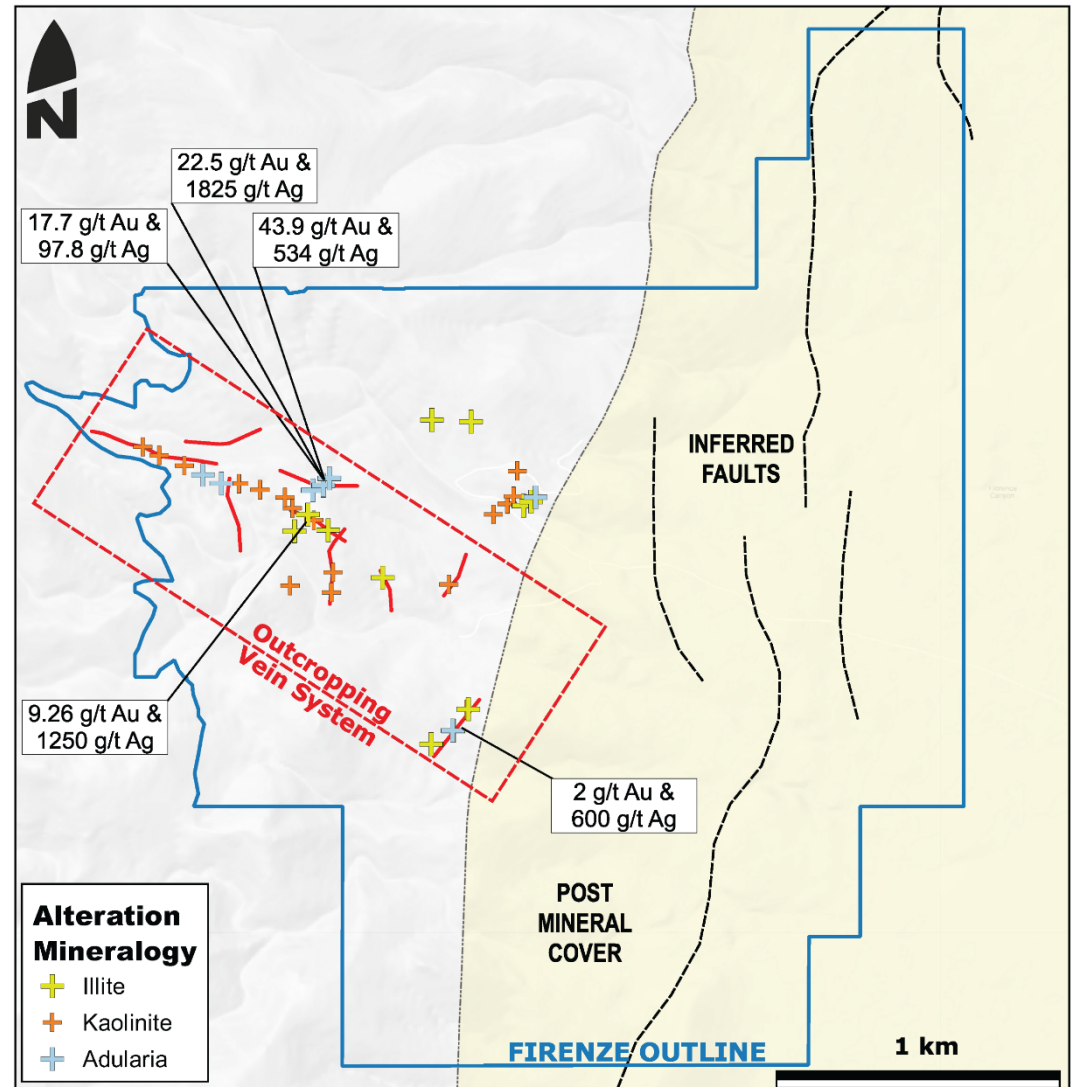 N
22.5 g/t Au &
1825 g/t Ag
17.7 g/t Au &
97.8 g/t Ag
43.9 g/t Au &
534 g/t Ag
INFERRED
FAULTS
Outcropping
Vein System
9.26 g/t Au &
1250 g/t Ag
2 g/t Au &
600 g/t Ag
POST
MINERAL
COVER
Alteration
Mineralogy
Illite
Kaolinite
Adularia
FIRENZE OUTLINE
1 km